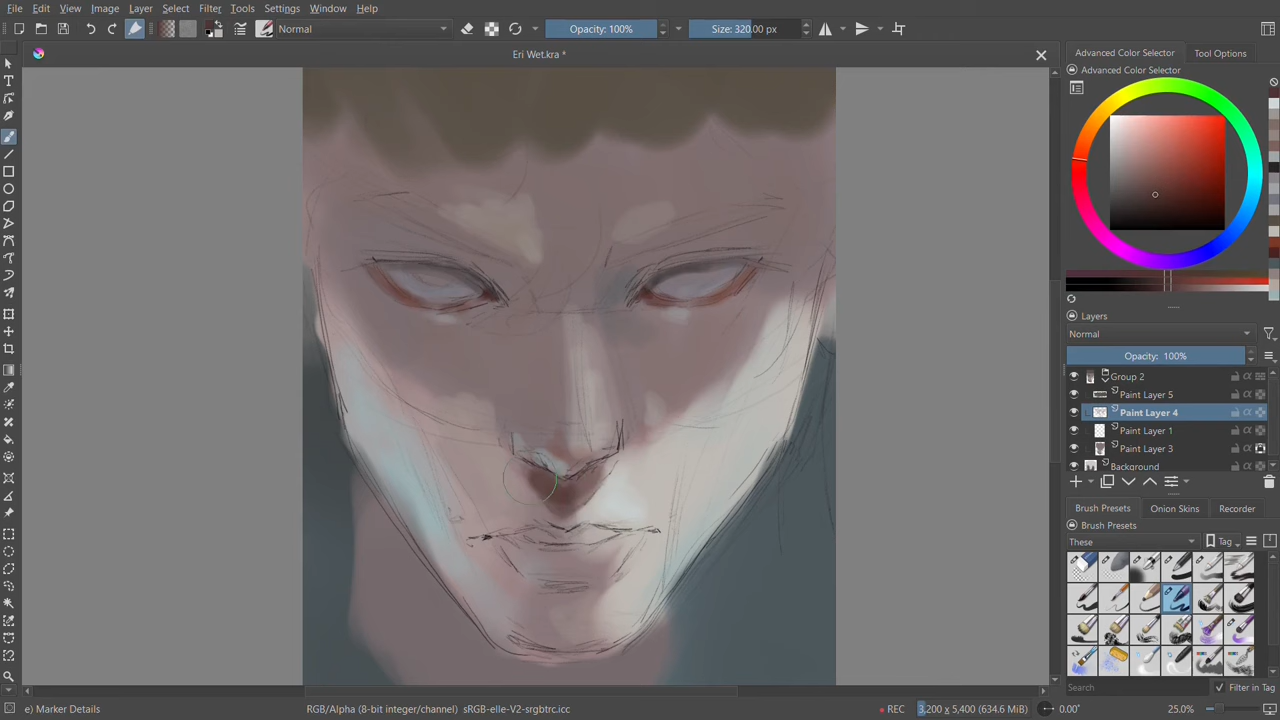 File Edit View Image Layer Select Filter Tools Settings Window Help
Normal Opacity: 100% Size: 320.00 px
Eri Wet.kra *
Advanced Color Selector Tool Options
Advanced Color Selector
Layers
Normal
Opacity: 100%
Group 2
Paint Layer 5
Paint Layer 4
Paint Layer 1
Paint Layer 3
Background
Brush Presets Onion Skins Recorder
Brush Presets
These Tag
Search Filter in Tag
e) Marker Details RGB/Alpha (8-bit integer/channel) sRGB-elle-V2-srgbtrc.icc REC 3,200 x 5,400 (634.6 MiB) 0.00° 25.0%